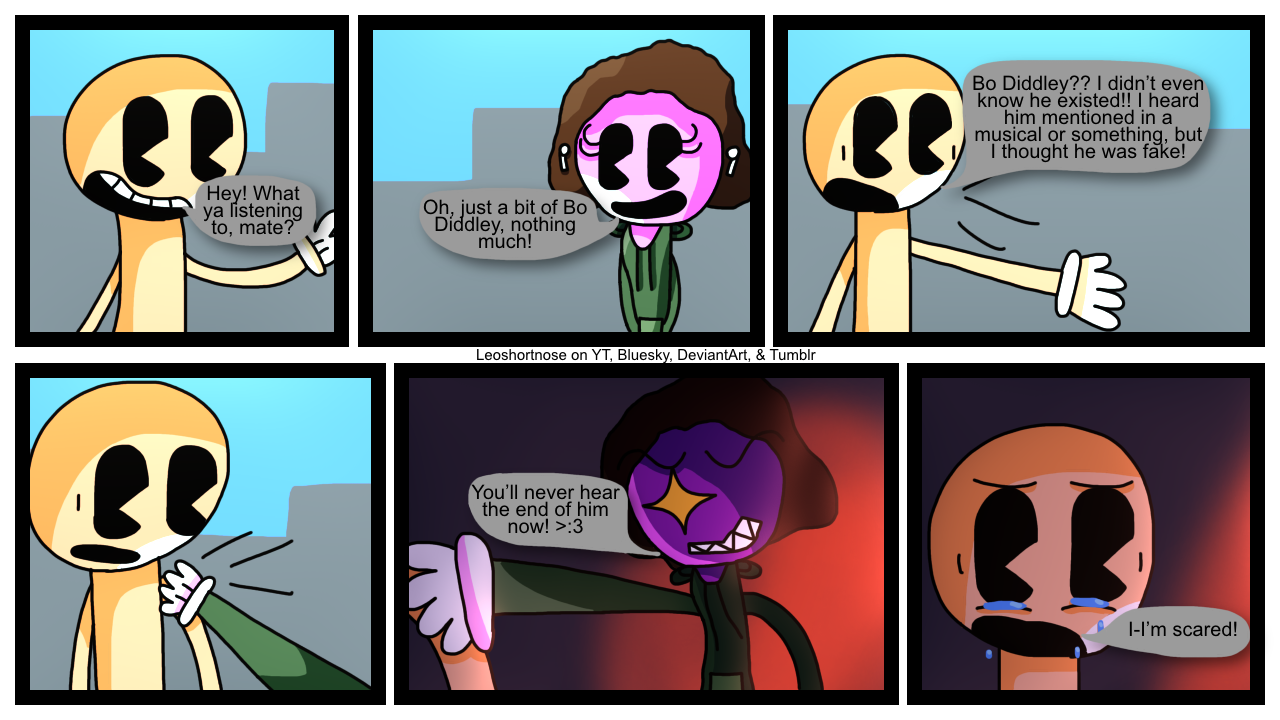 Hey! What
ya listening
to, mate?
Oh, just a bit of Bo
Diddley, nothing
much!
Bo Diddley?? I didn't even
know he existed!! I heard
him mentioned in a
musical or something, but
I thought he was fake!
Leoshortnose on YT, Bluesky, DeviantArt, & Tumblr
You'll never hear
the end of him
now! >:3
I-I'm scared!